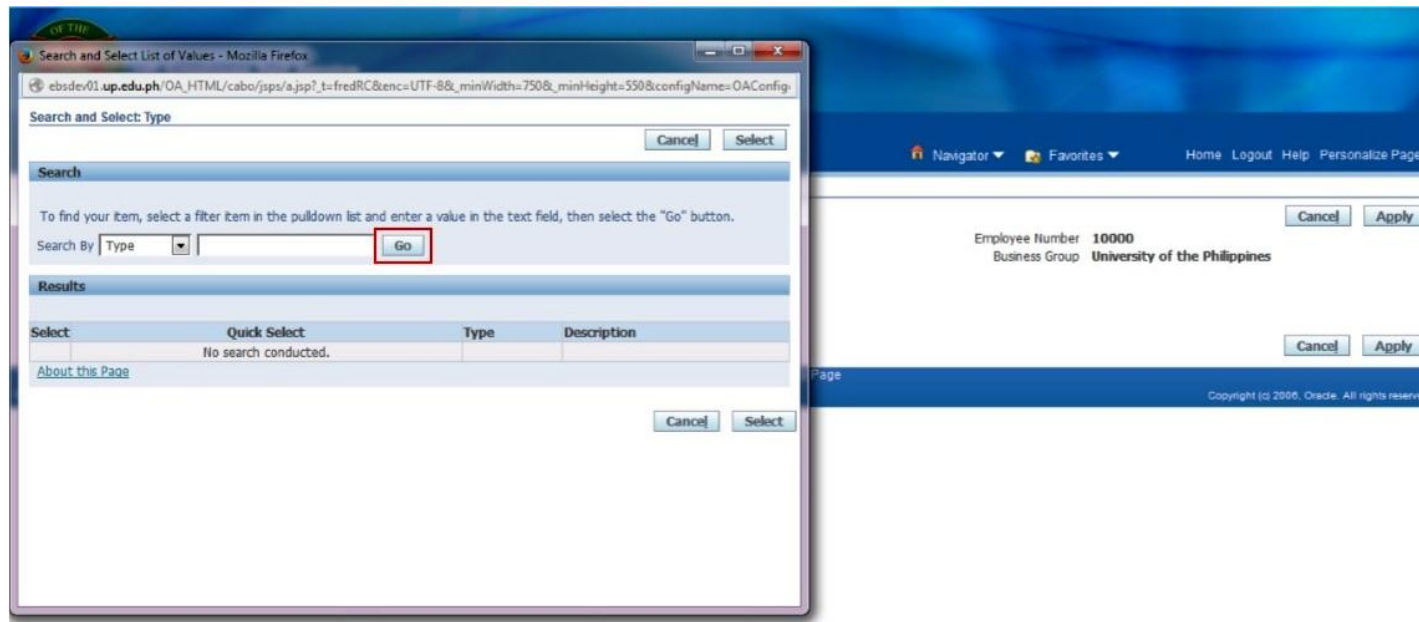 OF THE
Search and Select List of Values - Mozilla Firefox
ebsdev01.up.edu.ph/OA_HTML/cabo/jsps/a.jsp?_t=fredRC&enc=UTF-8&_minWidth=750&_minHeight=550&configName=OAConfig
Search and Select: Type
Cancel Select
Navigator Favorites Home Logout Help Personalize Page
Search
To find your item, select a filter item in the pulldown list and enter a value in the text field, then select the "Go" button.
Cancel Apply
Search By Type Go
Employee Number 10000
Business Group University of the Philippines
Results
Select Quick Select Type Description
No search conducted.
Cancel Apply
About this Page
Page
Copyright (c) 2006, Oracle. All rights reserve
Cancel Select